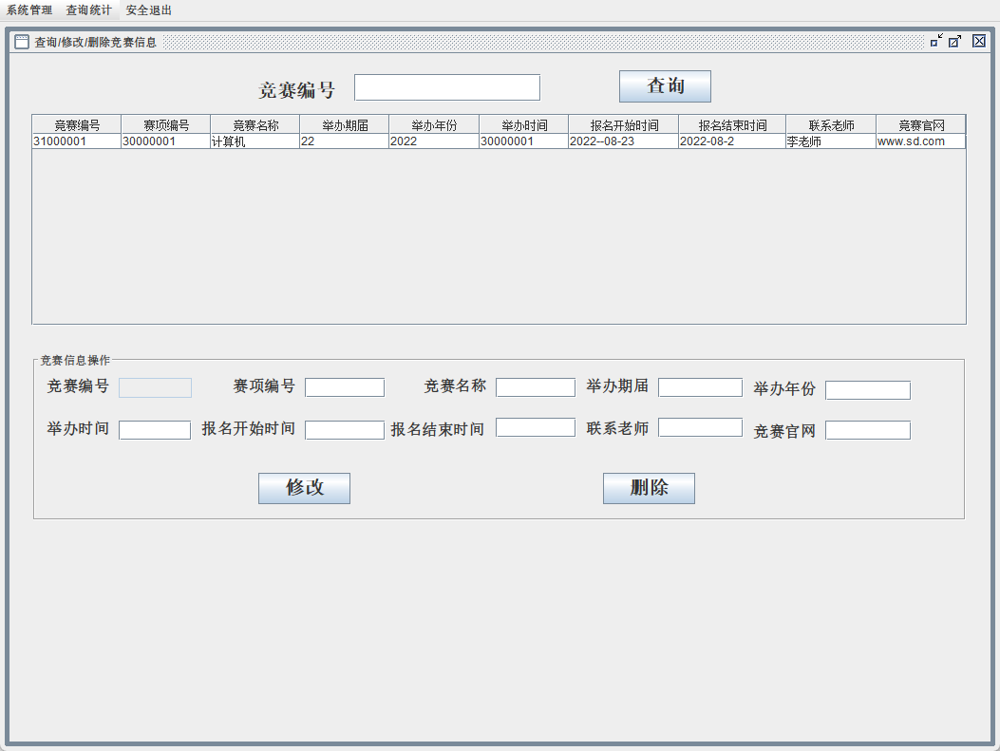 系统管理 查询统计 安全退出
查询/修改/删除竞赛信息
竞赛编号 查询
竞赛编号 赛项编号 竞赛名称 举办期届 举办年份 举办时间 报名开始时间 报名结束时间 联系老师 竞赛官网
31000001 30000001 计算机 22 2022 30000001 2022--08-23 2022-08-2 李老师 www.sd.com
竞赛信息操作
竞赛编号 赛项编号 竞赛名称 举办期届 举办年份
举办时间 报名开始时间 报名结束时间 联系老师 竞赛官网
修改 删除